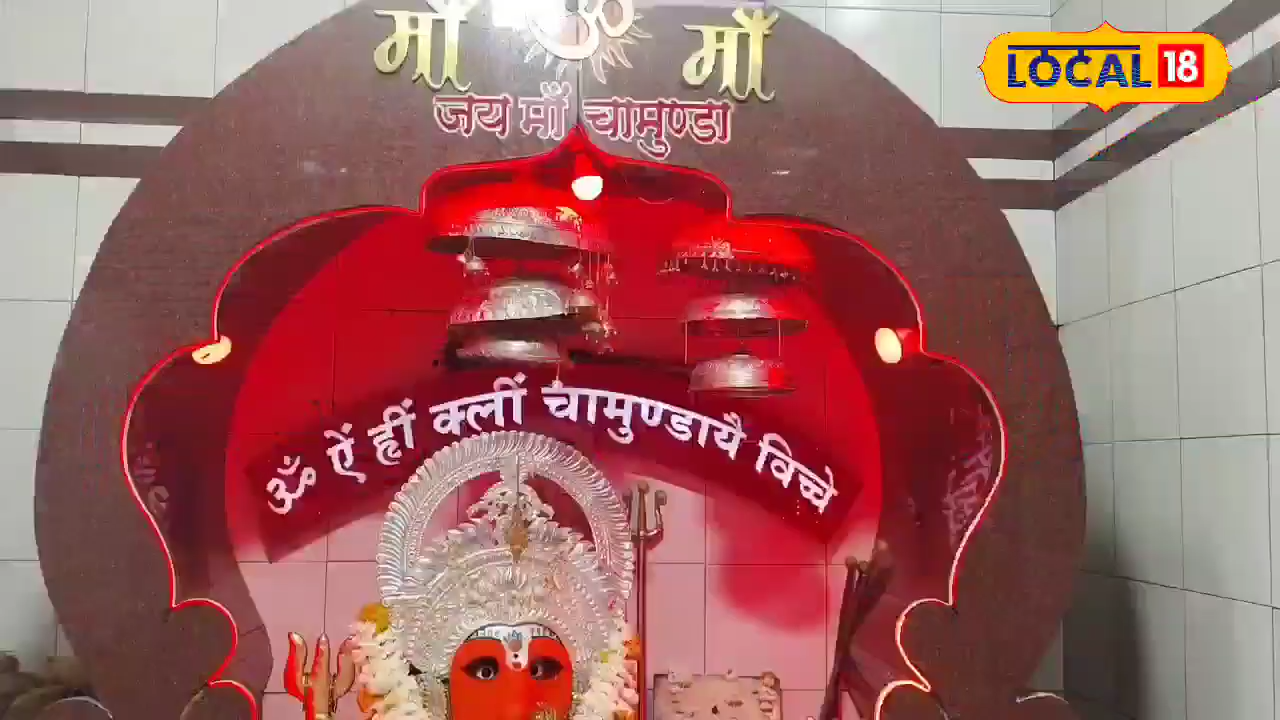 माँ ॐ माँ
LOCAL 18
जय माँ चामुण्डा
ॐ ऐं ह्रीं क्लीं चामुण्डायै विच्चे